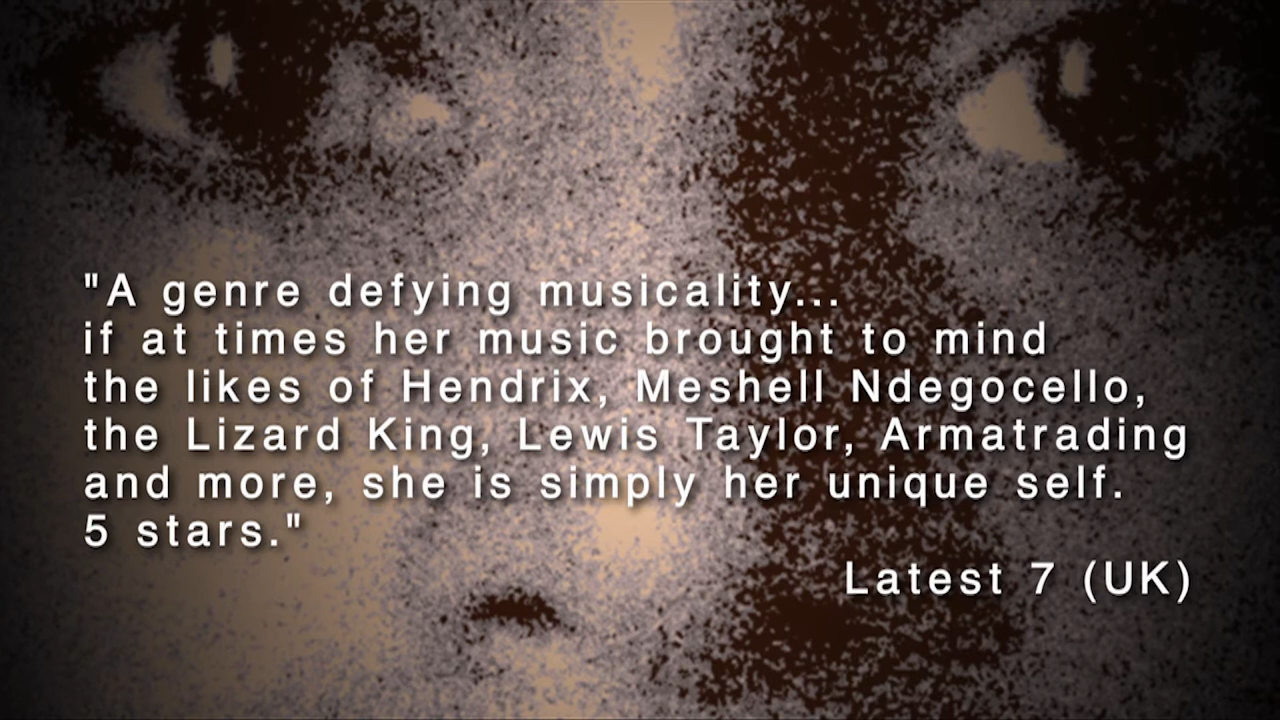 "A genre defying musicality...
if at times her music brought to mind
the likes of Hendrix, Meshell Ndegocello,
the Lizard King, Lewis Taylor, Armatrading
and more, she is simply her unique self.
5 stars."
Latest 7 (UK)